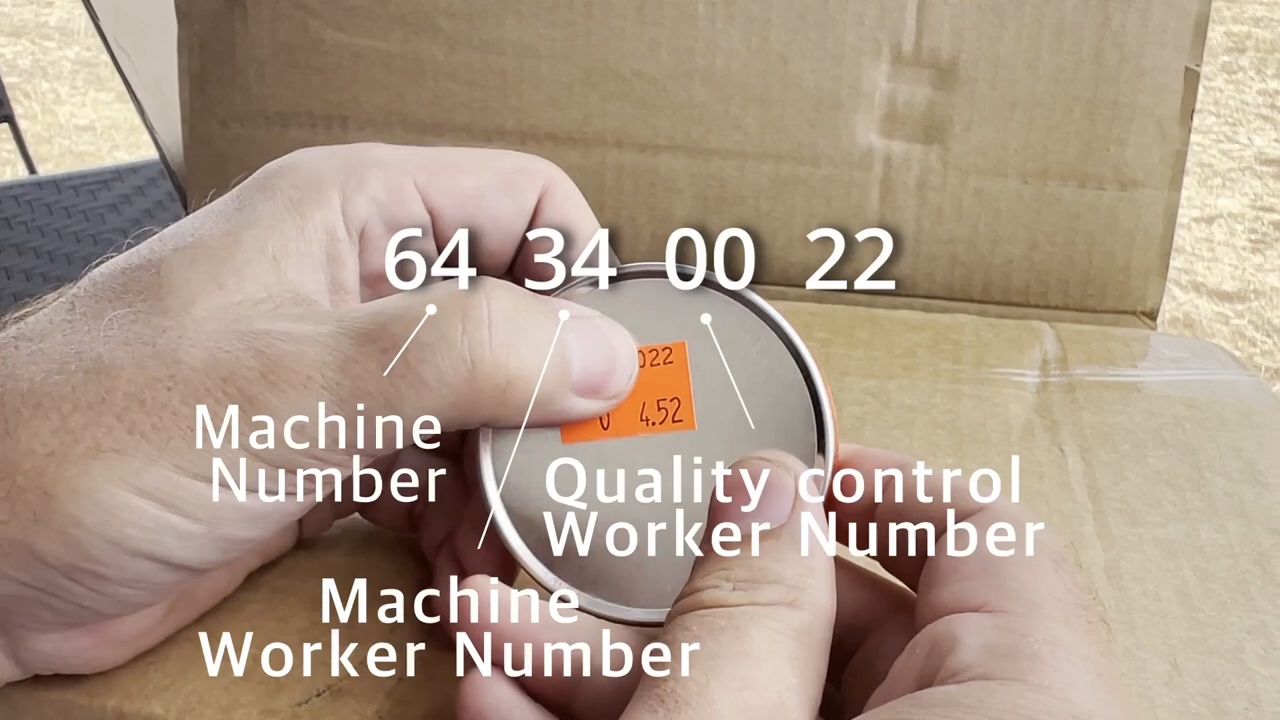 64 34 00 22
022
4.52
Machine
Number
Quality control
Worker Number
Machine
Worker Number